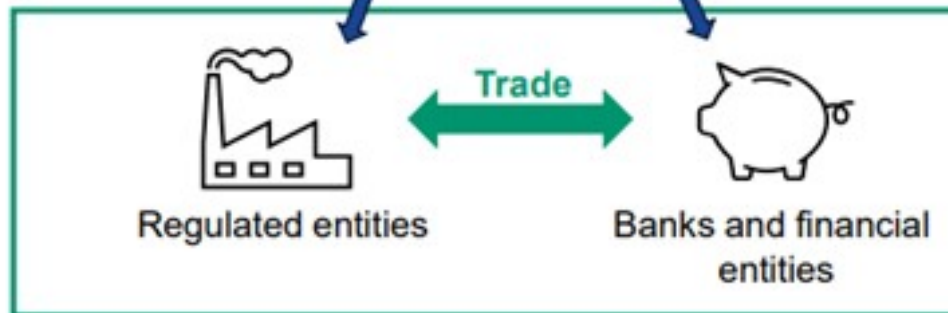 Trade
Regulated entities
Banks and financial
entities